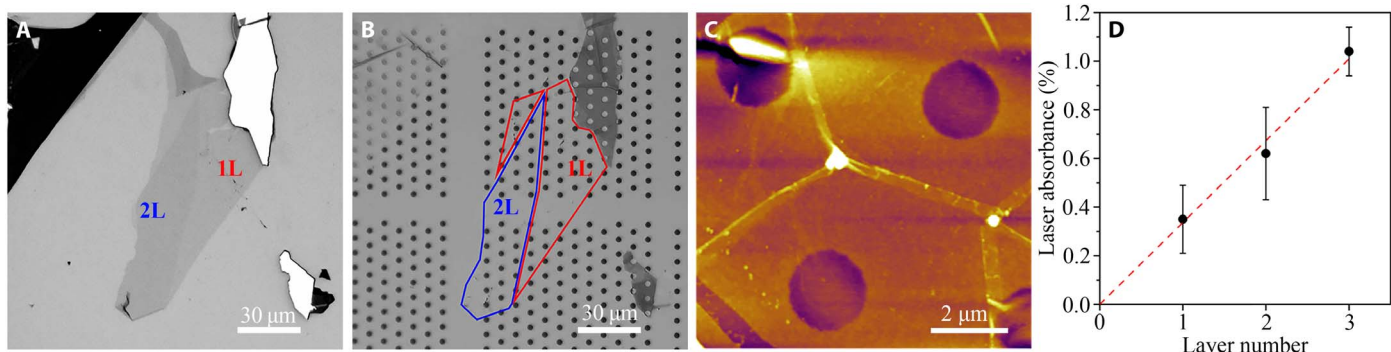 A
1L
2L
30 μm
B
1L
2L
30 μm
C
2 μm
D
Laser absorbance (%)
1.2
1.0
0.8
0.6
0.4
0.2
0.0
0
1
2
3
Layer number